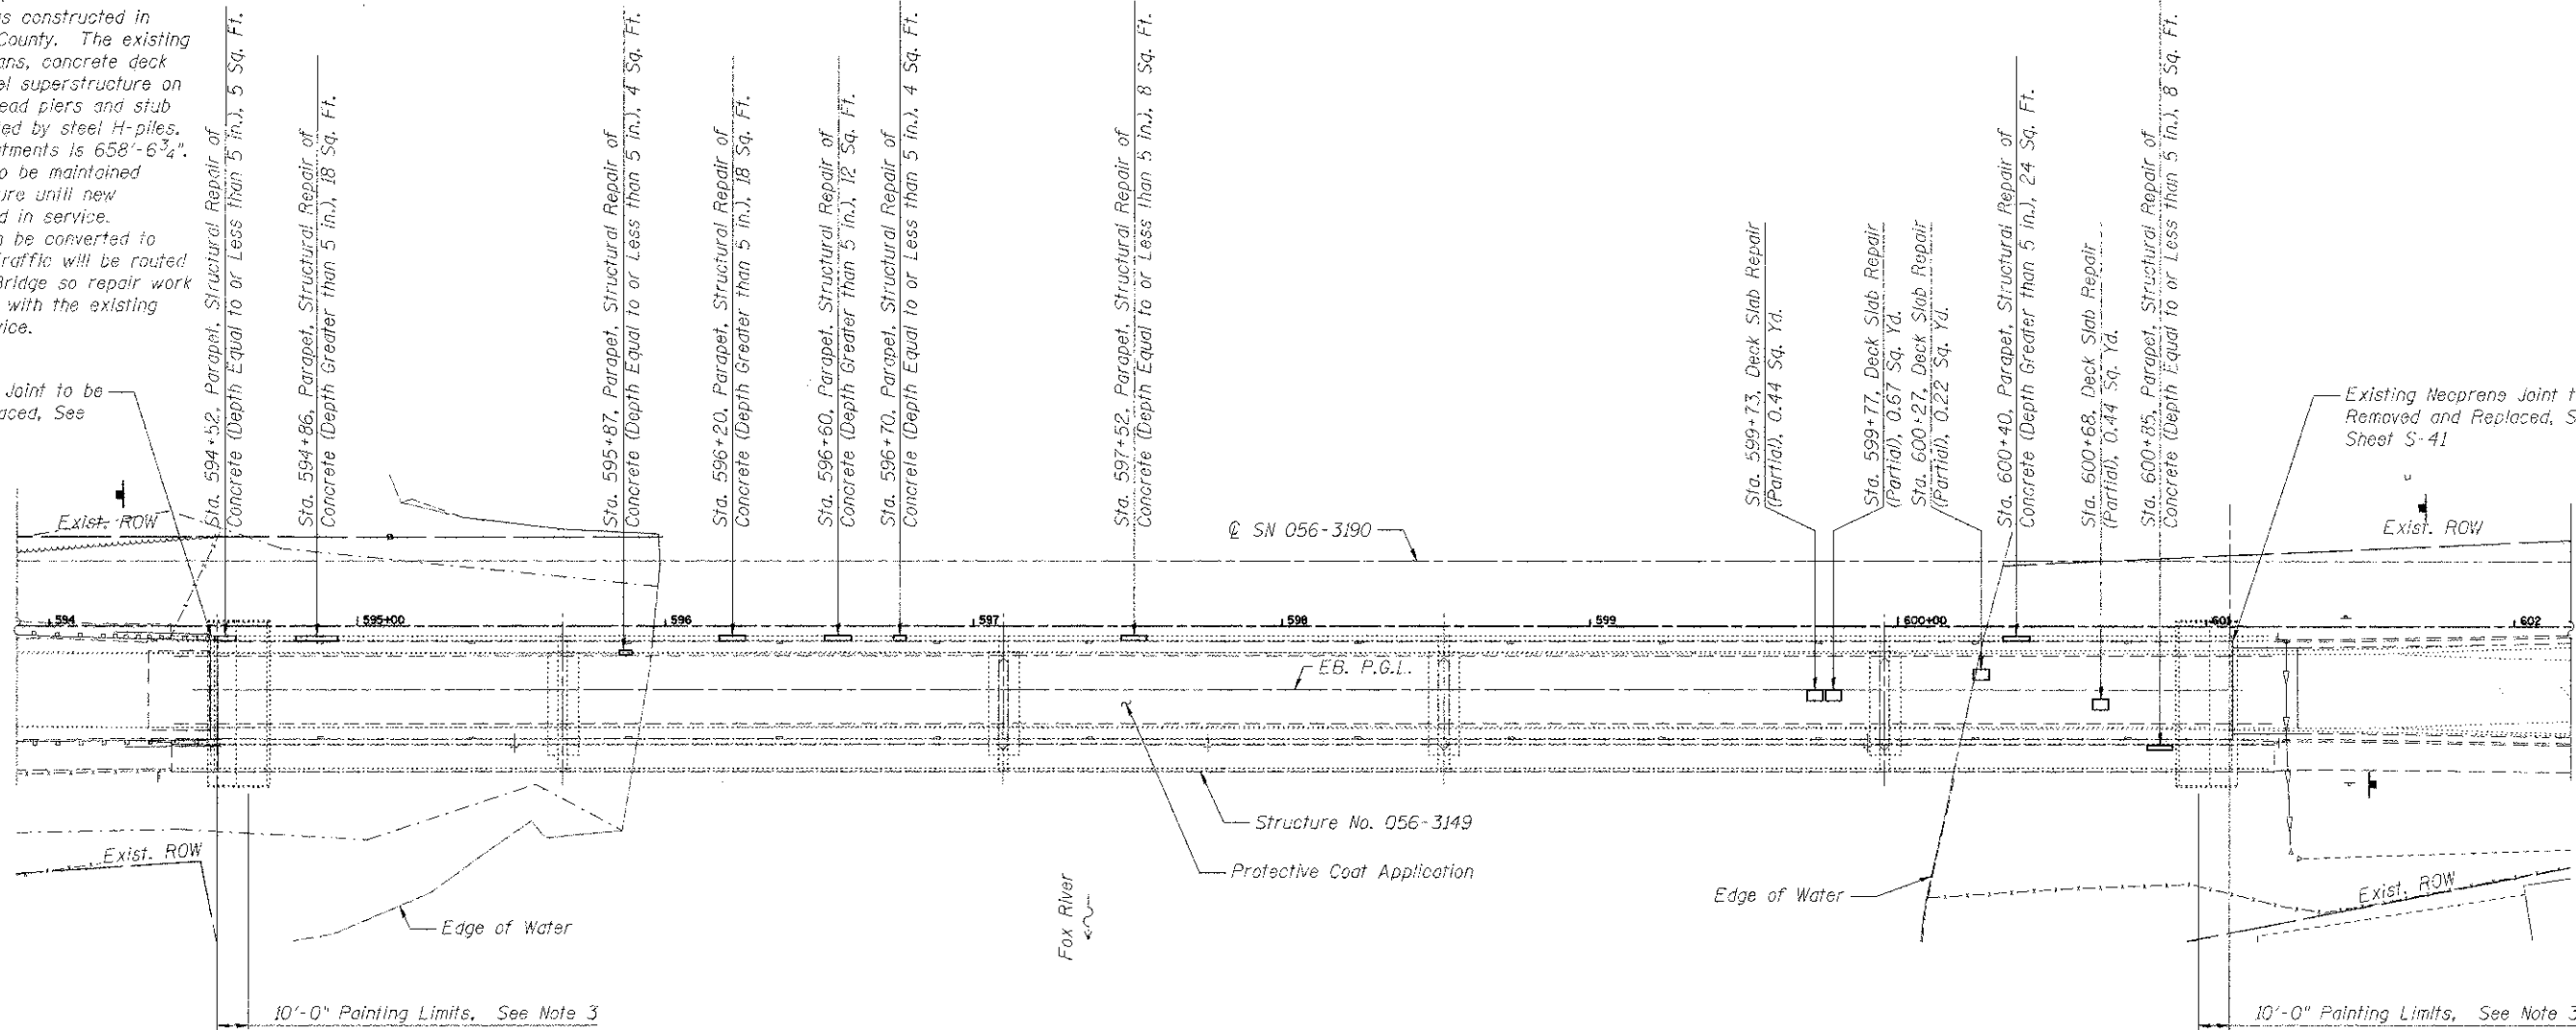 s constructed in
County. The existing
ans, concrete deck
el superstructure on
ead piers and stub
ted by steel H-piles.
tments is 658'-6¾".
o be maintained
ure until new
d in service.
n be converted to
Traffic will be routed
Bridge so repair work
with the existing
vice.
Joint to be
aced, See
Sta. 594+52, Parapet, Structural Repair of
Concrete (Depth Equal to or Less than 5 in.), 5 Sq. Ft.
Sta. 594+86, Parapet, Structural Repair of
Concrete (Depth Greater than 5 in.), 18 Sq. Ft.
Sta. 595+87, Parapet, Structural Repair of
Concrete (Depth Equal to or Less than 5 in.), 4 Sq. Ft.
Sta. 596+20, Parapet, Structural Repair of
Concrete (Depth Greater than 5 in.), 18 Sq. Ft.
Sta. 596+60, Parapet, Structural Repair of
Concrete (Depth Greater than 5 in.), 12 Sq. Ft.
Sta. 596+70, Parapet, Structural Repair of
Concrete (Depth Equal to or Less than 5 in.), 4 Sq. Ft.
Sta. 597+52, Parapet, Structural Repair of
Concrete (Depth Equal to or Less than 5 in.), 8 Sq. Ft.
Sta. 599+73, Deck Slab Repair
(Partial), 0.44 Sq. Yd.
Sta. 599+77, Deck Slab Repair
(Partial), 0.67 Sq. Yd.
Sta. 600+27, Deck Slab Repair
(Partial), 0.22 Sq. Yd.
Sta. 600+40, Parapet, Structural Repair of
Concrete (Depth Greater than 5 in.), 24 Sq. Ft.
Sta. 600+68, Deck Slab Repair
(Partial), 0.44 Sq. Yd.
Sta. 600+85, Parapet, Structural Repair of
Concrete (Depth Equal to or Less than 5 in.), 8 Sq. Ft.
Existing Neoprene Joint t
Removed and Replaced, S
Sheet S-41
Exist. ROW
℄ SN 056-3190
Exist. ROW
594
595+00
596
597
598
599
600+00
601
602
EB. P.G.L.
Structure No. 056-3149
Protective Coat Application
Exist. ROW
Edge of Water
Fox River
Edge of Water
Exist. ROW
10'-0" Painting Limits, See Note 3
10'-0" Painting Limits, See Note 3